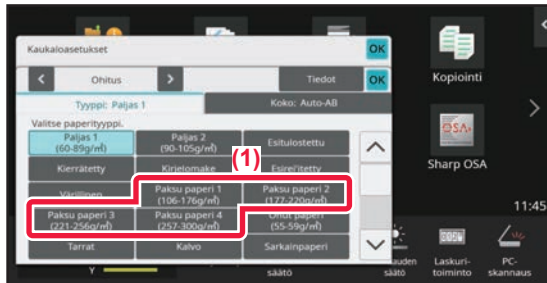 Kaukaloasetukset
OK
Ohitus
Tiedot
OK
Tyyppi: Paljas 1
Koko: Auto-AB
Valitse paperityyppi.
Paljas 1
(60-89g/㎡)
Paljas 2
(90-105g/㎡)
Esitulostettu
Kierrätetty
Kirjelomake
(1)
Esirei'itetty
Värillinen
Paksu paperi 1
(106-176g/㎡)
Paksu paperi 2
(177-220g/㎡)
Paksu paperi 3
(221-256g/㎡)
Paksu paperi 4
(257-300g/㎡)
Ohut paperi
(55-59g/㎡)
Tarrat
Kalvo
Sarkainpaperi
Kopiointi
OSA
Sharp OSA
11:45
Y
säätö
säätö
Laskuri-
toiminto
PC-
skannaus